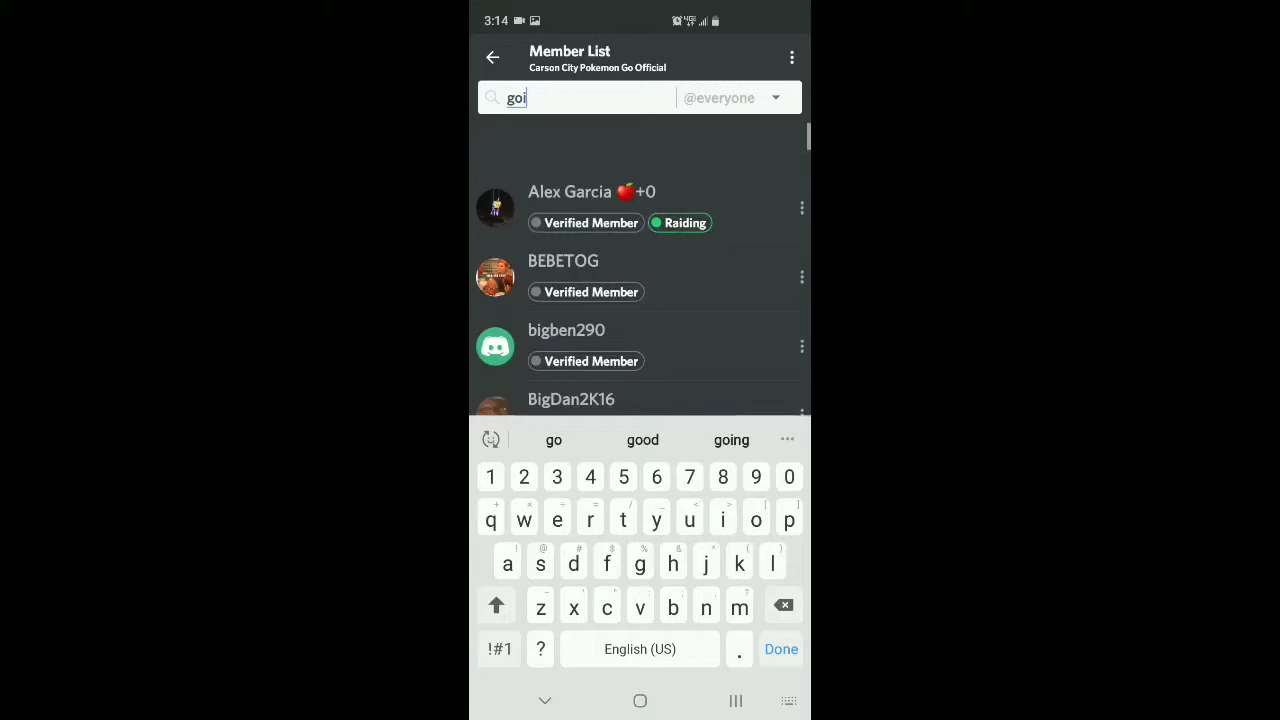 3:14
Member List
Carson City Pokemon Go Official
goi @everyone
Alex Garcia 🍎+0
Verified Member Raiding
BEBETOG
Verified Member
bigben290
Verified Member
BigDan2K16
go good going
1 2 3 4 5 6 7 8 9 0
q w e r t y u i o p
a s d f g h j k l
z x c v b n m
!#1 ? English (US) . Done